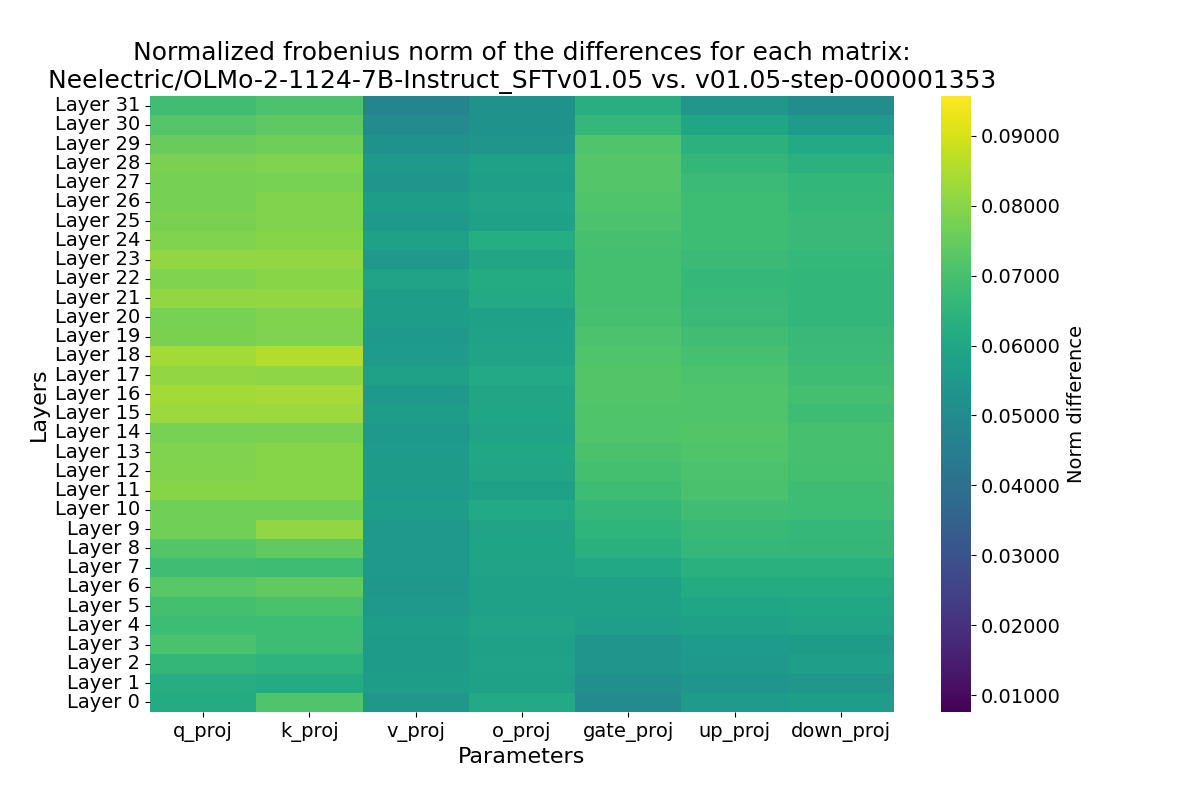 Normalized frobenius norm of the differences for each matrix:
Neelectric/OLMo-2-1124-7B-Instruct_SFTv01.05 vs. v01.05-step-000001353
Layers
Layer 31
Layer 30
Layer 29
Layer 28
Layer 27
Layer 26
Layer 25
Layer 24
Layer 23
Layer 22
Layer 21
Layer 20
Layer 19
Layer 18
Layer 17
Layer 16
Layer 15
Layer 14
Layer 13
Layer 12
Layer 11
Layer 10
Layer 9
Layer 8
Layer 7
Layer 6
Layer 5
Layer 4
Layer 3
Layer 2
Layer 1
Layer 0
q_proj k_proj v_proj o_proj gate_proj up_proj down_proj
Parameters
0.09000
0.08000
0.07000
0.06000
0.05000
0.04000
0.03000
0.02000
0.01000
Norm difference